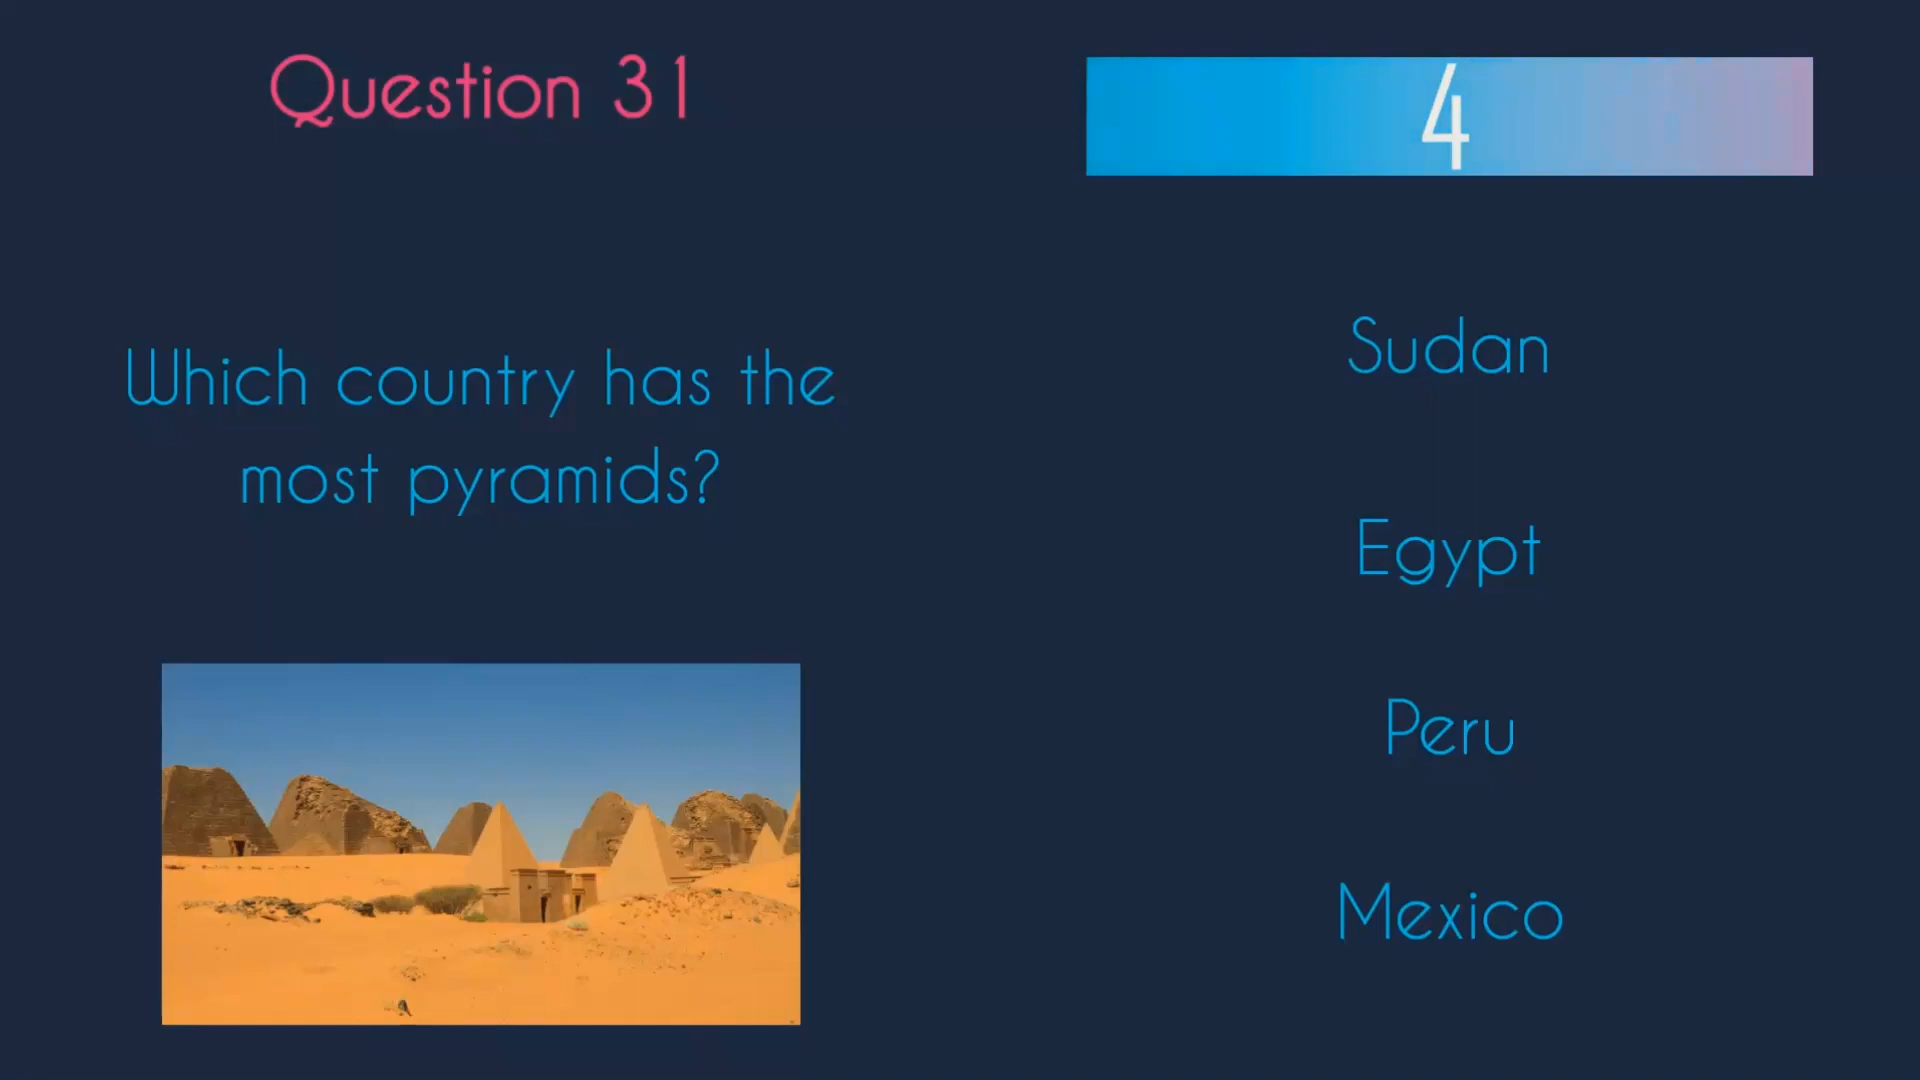 Question 31
4
Which country has the
most pyramids?
Sudan
Egypt
Peru
Mexico